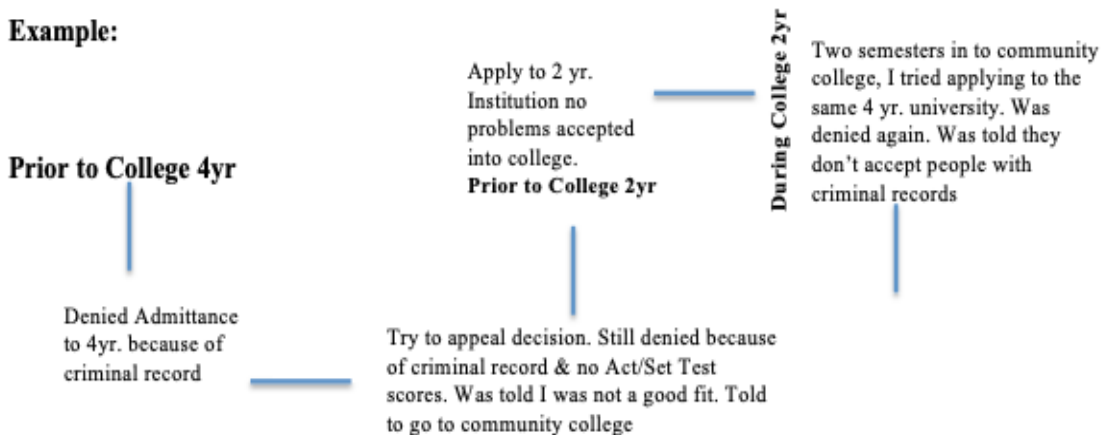 Example:
Prior to College 4yr
Denied Admittance
to 4yr. because of
criminal record
Try to appeal decision. Still denied because
of criminal record & no Act/Set Test
scores. Was told I was not a good fit. Told
to go to community college
Apply to 2 yr.
Institution no
problems accepted
into college.
Prior to College 2yr
During College 2yr
Two semesters in to community
college, I tried applying to the
same 4 yr. university. Was
denied again. Was told they
don’t accept people with
criminal records